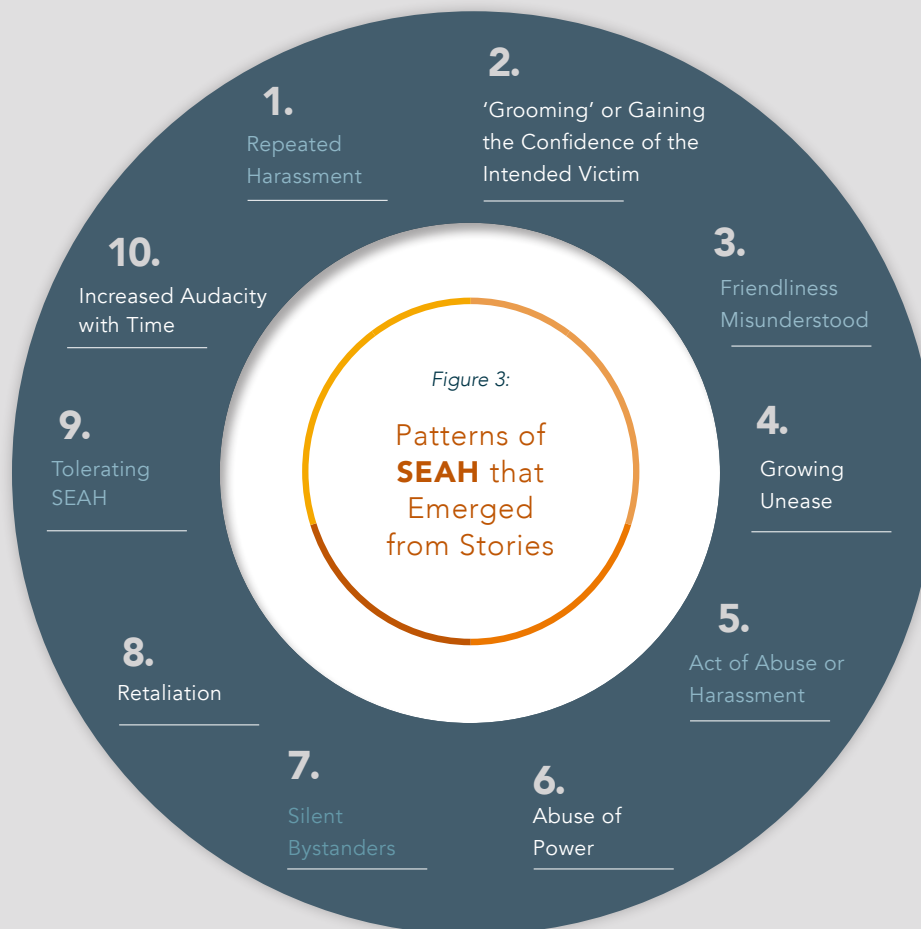 1.
Repeated
Harassment
2.
‘Grooming’ or Gaining
the Confidence of the
Intended Victim
3.
Friendliness
Misunderstood
4.
Growing
Unease
5.
Act of Abuse or
Harassment
6.
Abuse of
Power
7.
Silent
Bystanders
8.
Retaliation
9.
Tolerating
SEAH
10.
Increased Audacity
with Time
Figure 3:
Patterns of
SEAH that
Emerged
from Stories